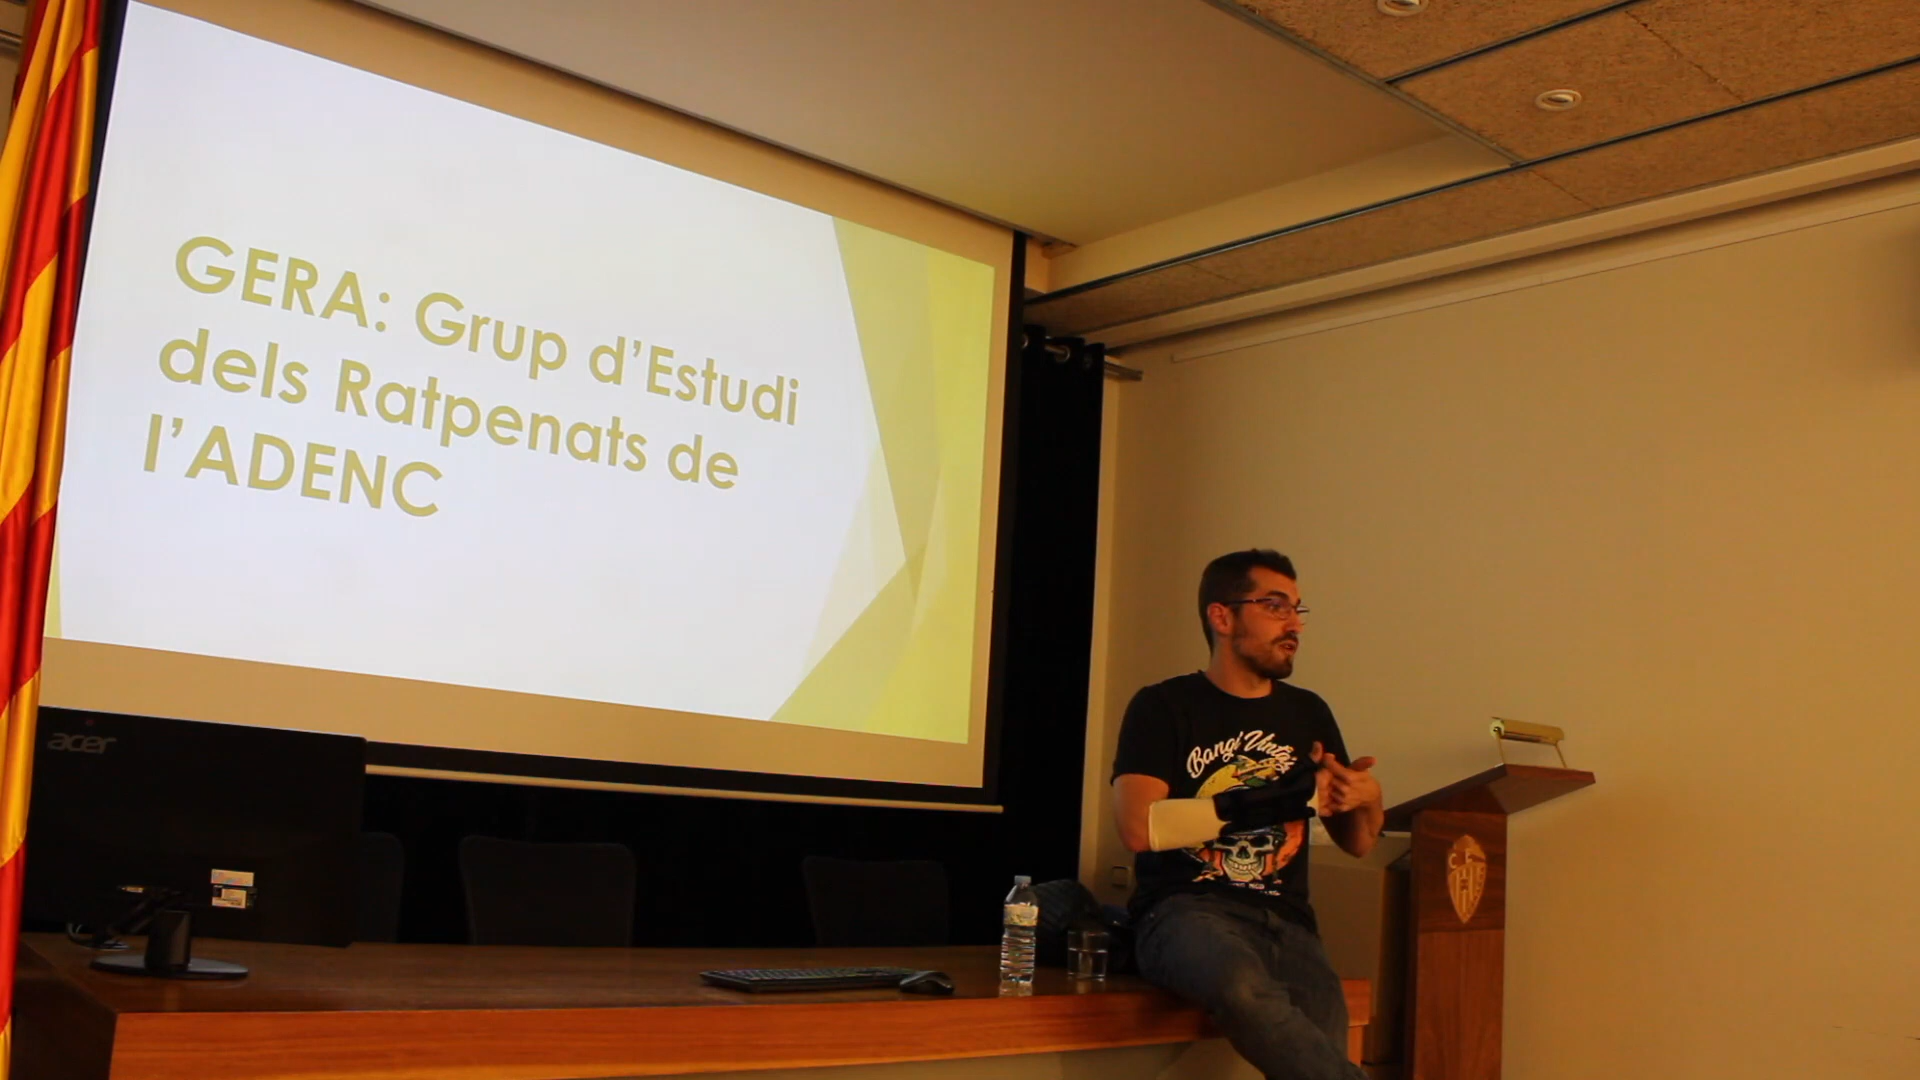 GERA: Grup d’Estudi
dels Ratpenats de
l’ADENC
acer
C E